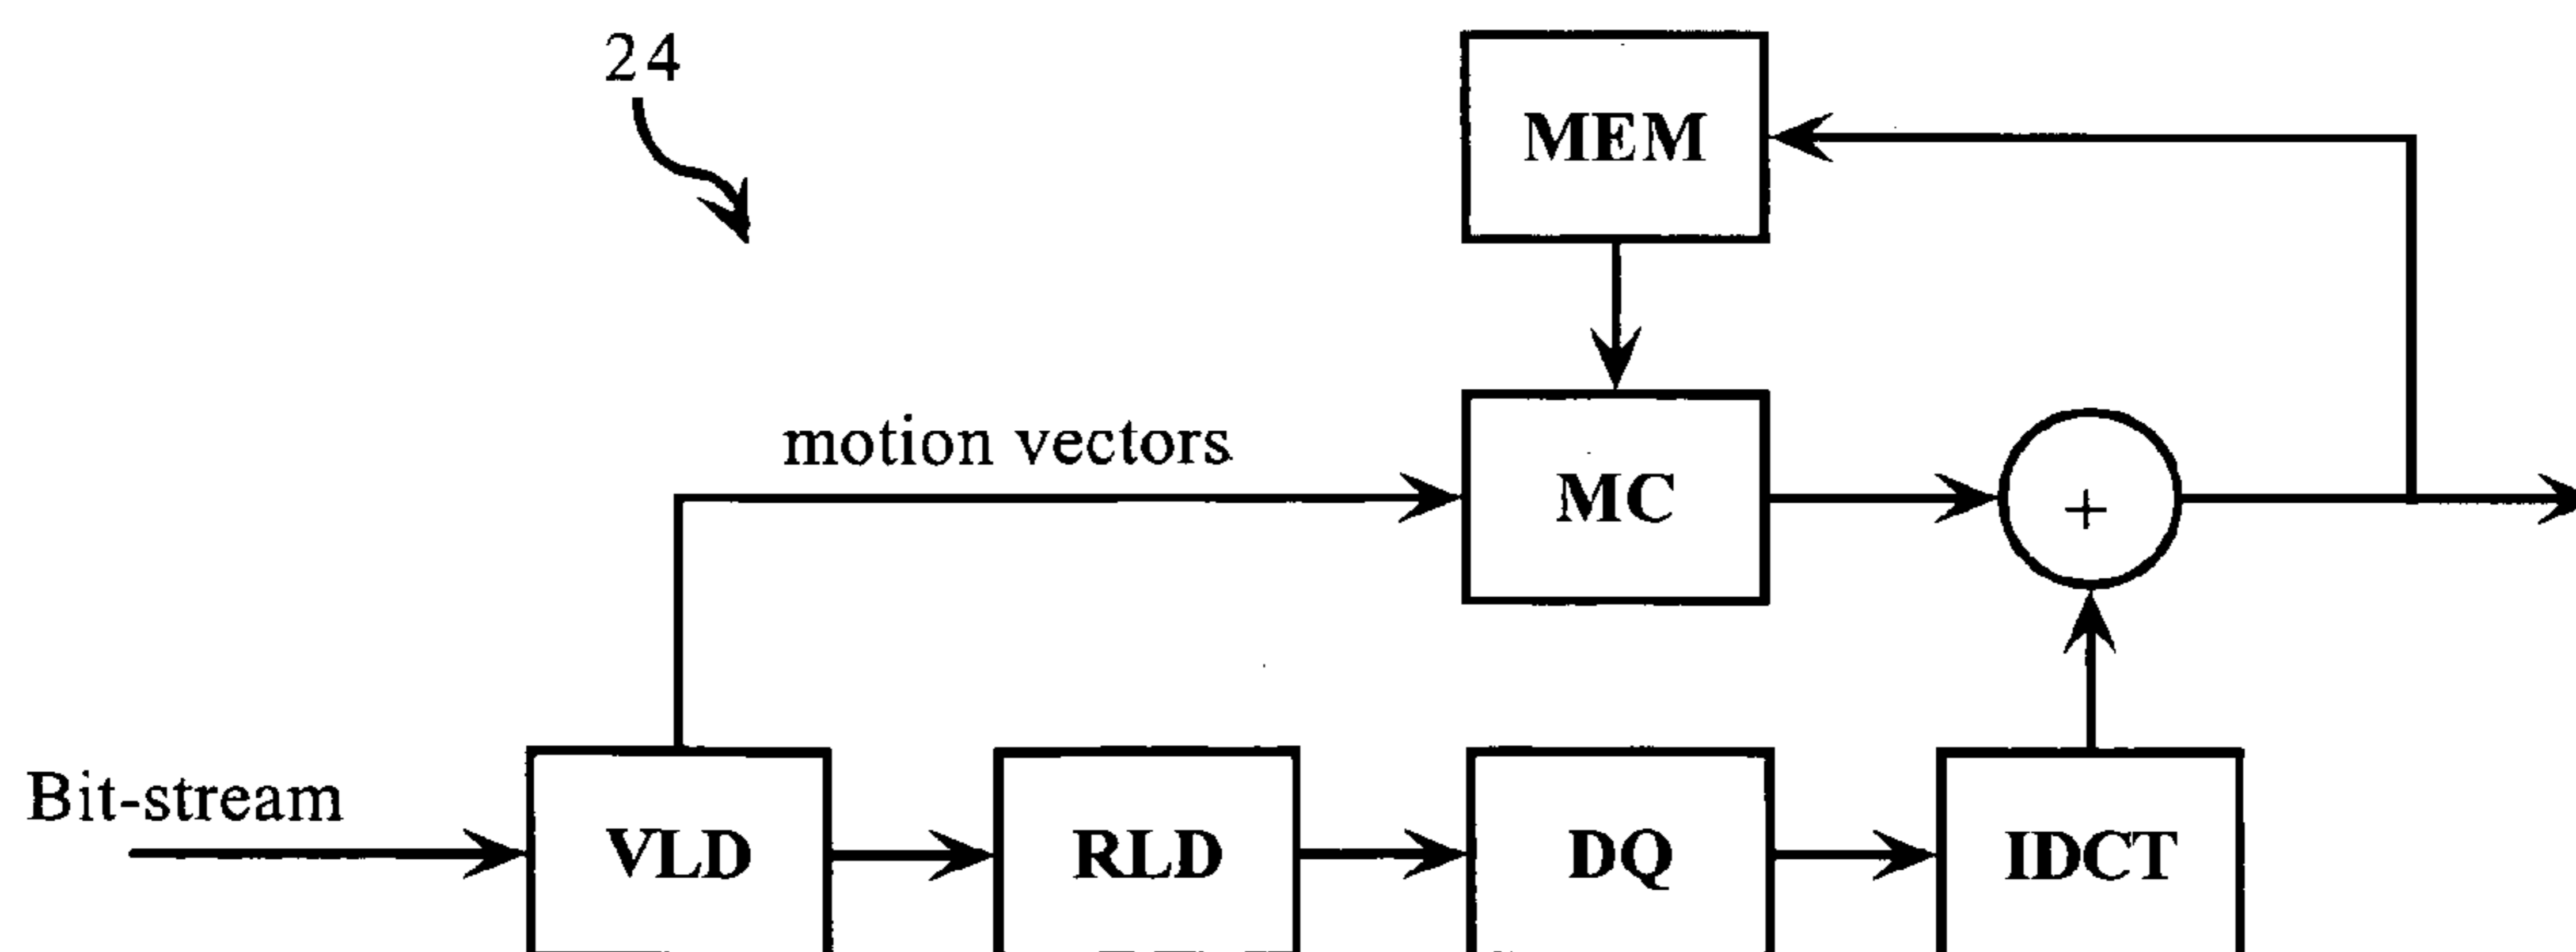 24
MEM
motion vectors
MC
+
Bit-stream
VLD
RLD
DQ
IDCT